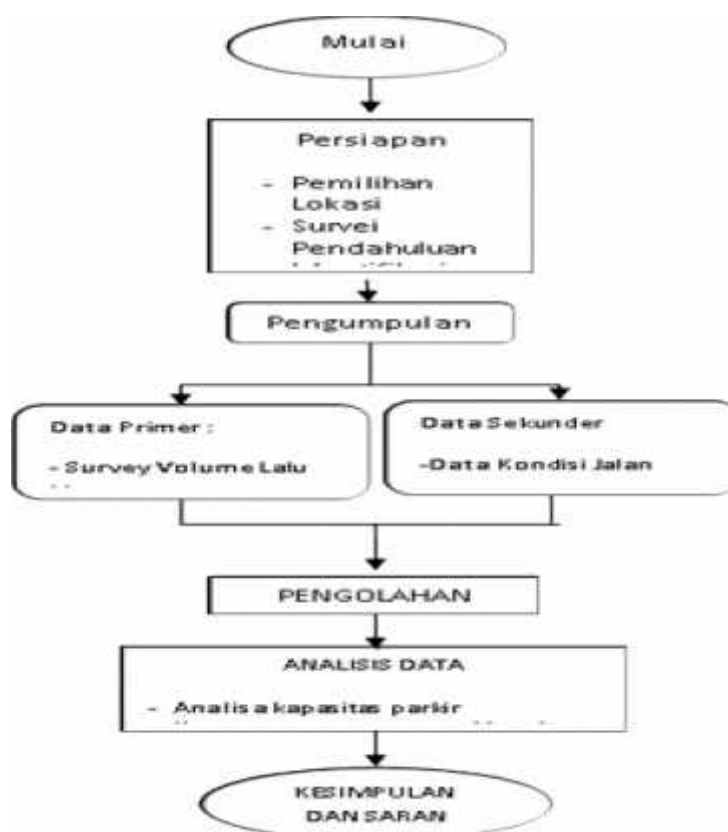 Mulai
Persiapan
- Pemilihan
Lokasi
- Survei
Pendahuluan
Pengumpulan
Data Primer :
- Survey Volume Lalu
Data Sekunder
-Data Kondisi Jalan
PENGOLAHAN
ANALISIS DATA
- Analisa kapasitas parkir
KESIMPULAN
DAN SARAN